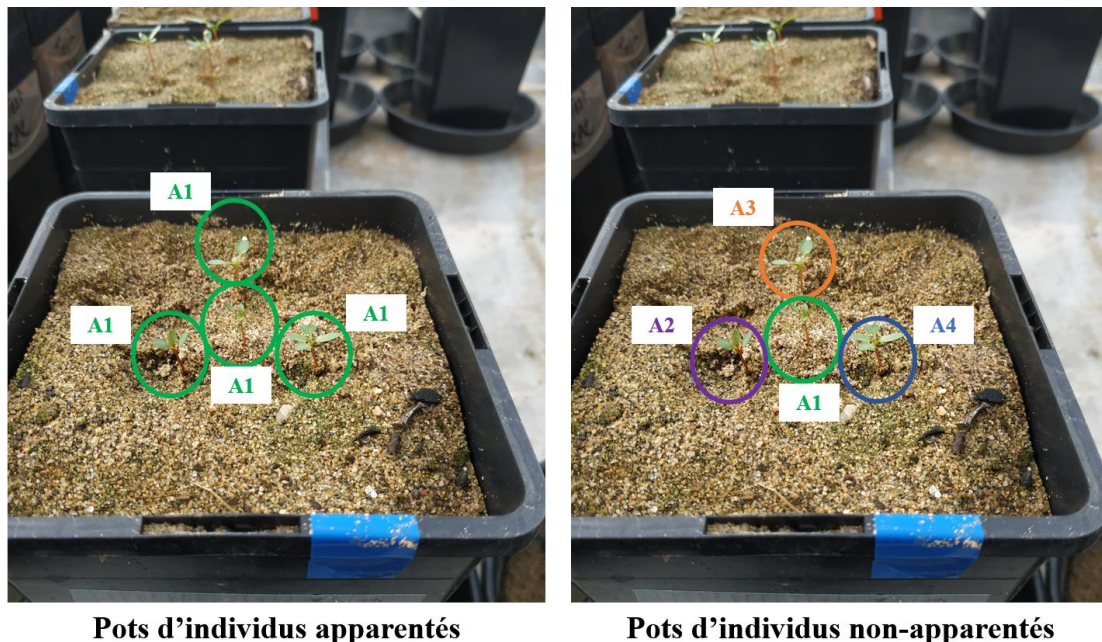 A1
A1
A1
A1
A3
A2
A4
A1
Pots d'individus apparentés
Pots d'individus non-apparentés